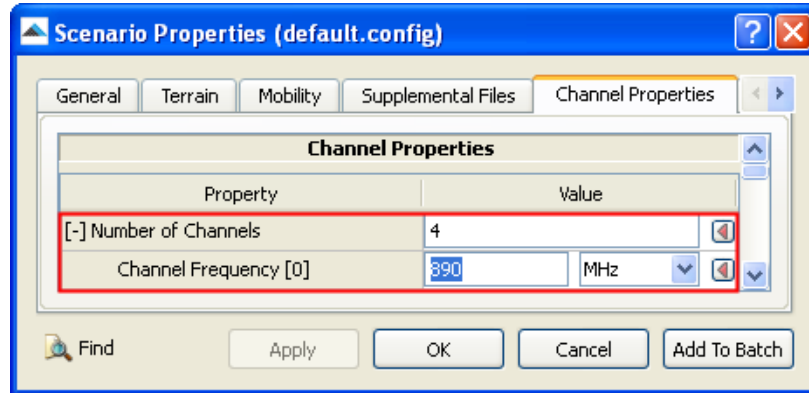 Scenario Properties (default.config)
General Terrain Mobility Supplemental Files Channel Properties
Channel Properties
Property Value
[-] Number of Channels 4
Channel Frequency [0] 890 MHz
Find Apply OK Cancel Add To Batch